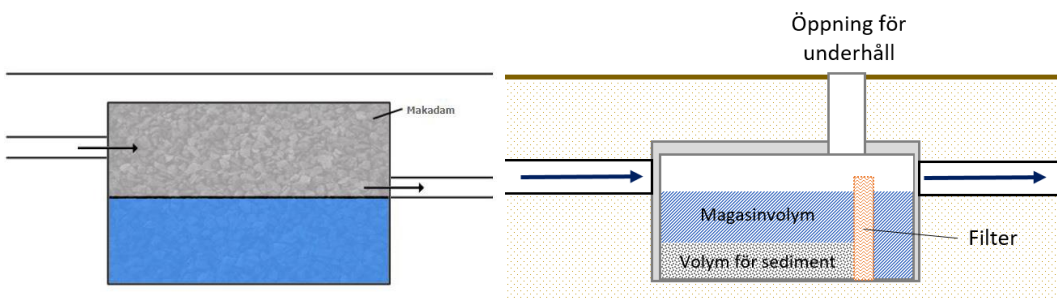 Makadam
Öppning för
underhåll
Magasinvolym
Volym för sediment
Filter